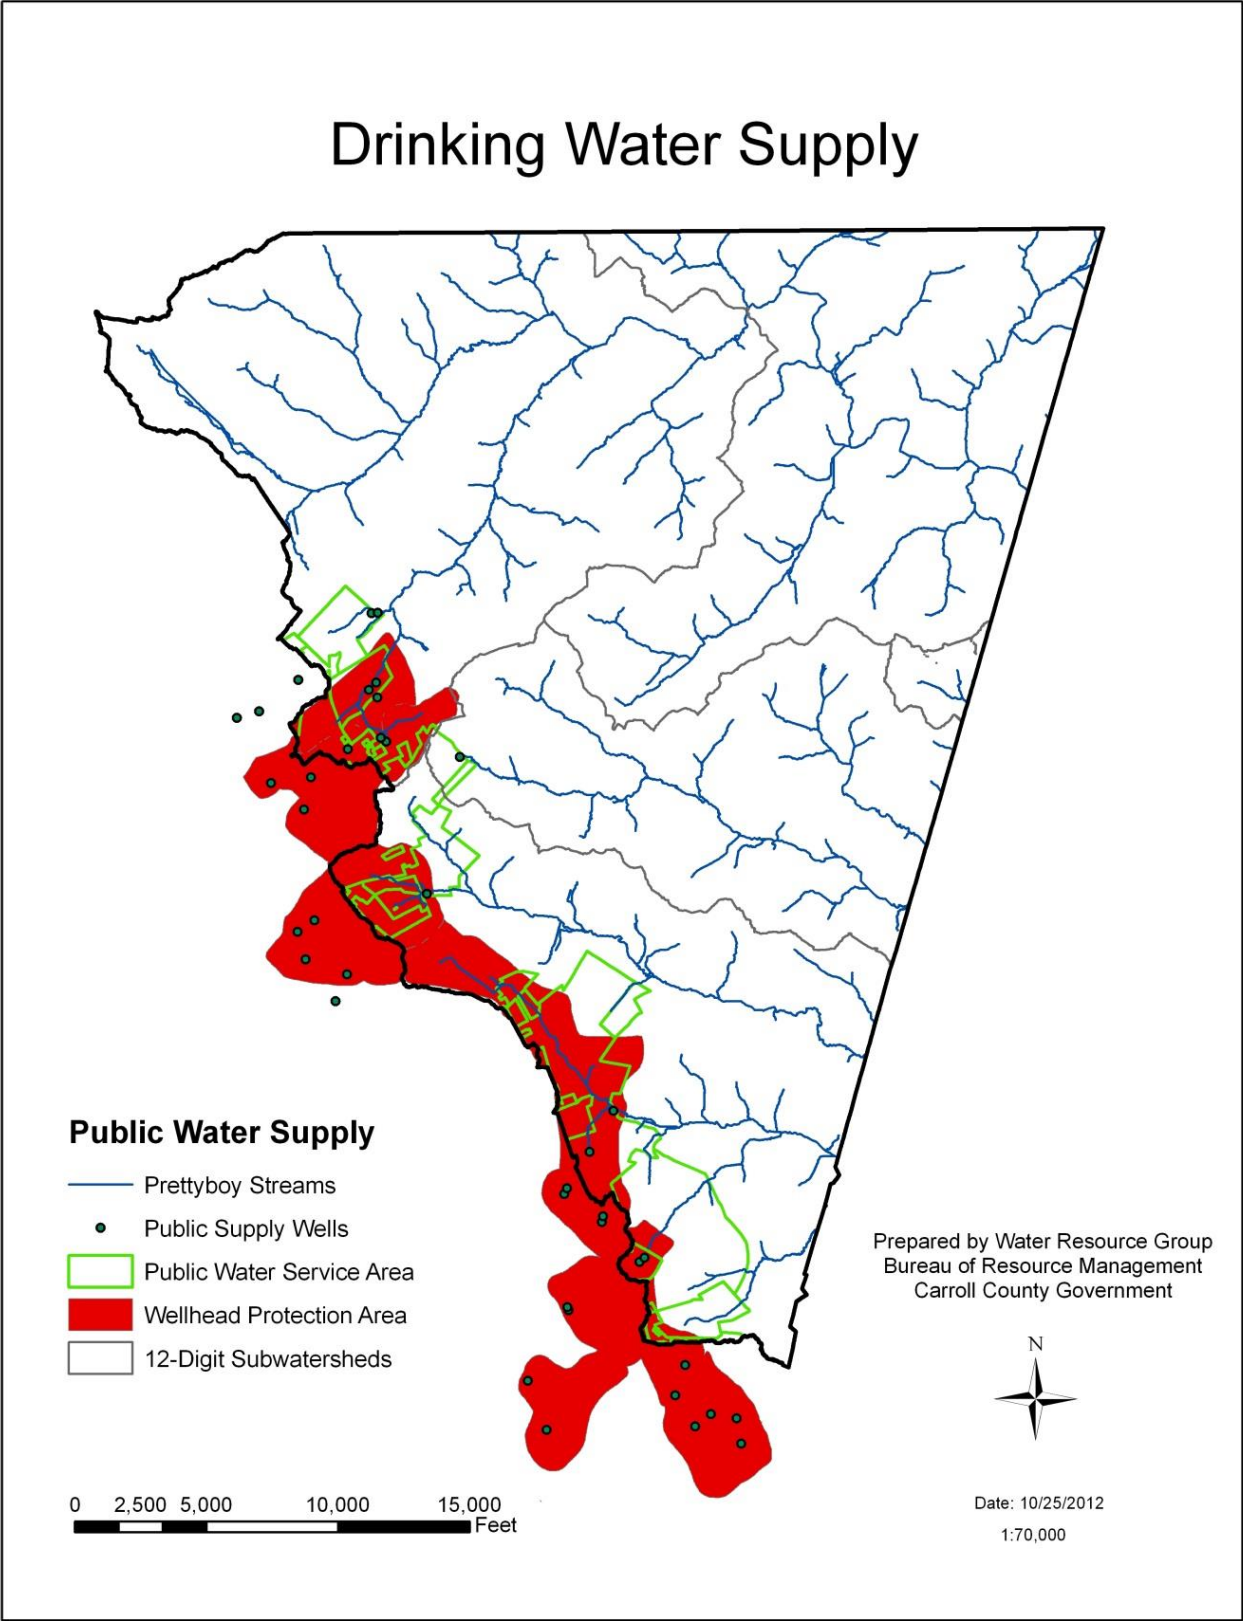 Drinking Water Supply
Public Water Supply
Prettyboy Streams
Public Supply Wells
Public Water Service Area
Wellhead Protection Area
12-Digit Subwatersheds
Prepared by Water Resource Group
Bureau of Resource Management
Carroll County Government
N
0 2,500 5,000 10,000 15,000
Feet
Date: 10/25/2012
1:70,000